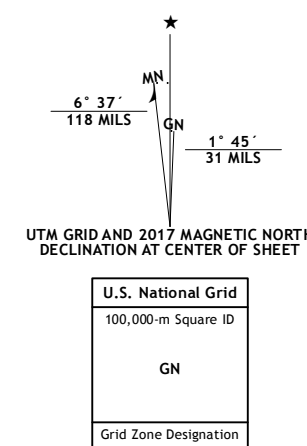 ★
MN
GN
6° 37´
118 MILS
1° 45´
31 MILS
UTM GRID AND 2017 MAGNETIC NORTH
DECLINATION AT CENTER OF SHEET
U.S. National Grid
100,000-m Square ID
GN
Grid Zone Designation